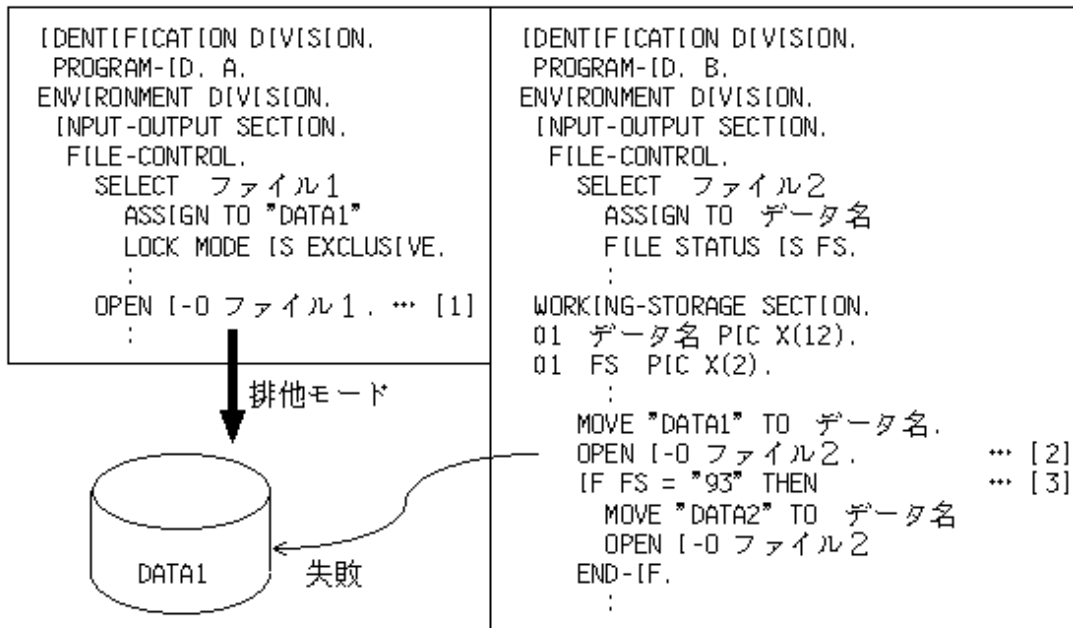 IDENTIFICATION DIVISION.
PROGRAM-ID. A.
ENVIRONMENT DIVISION.
INPUT-OUTPUT SECTION.
FILE-CONTROL.
SELECT ファイル1
ASSIGN TO "DATA1"
LOCK MODE IS EXCLUSIVE.
:
OPEN I-O ファイル1. … [1]
:
排他モード
DATA1
失敗
IDENTIFICATION DIVISION.
PROGRAM-ID. B.
ENVIRONMENT DIVISION.
INPUT-OUTPUT SECTION.
FILE-CONTROL.
SELECT ファイル2
ASSIGN TO データ名
FILE STATUS IS FS.
:
WORKING-STORAGE SECTION.
01 データ名 PIC X(12).
01 FS PIC X(2).
:
MOVE "DATA1" TO データ名.
OPEN I-O ファイル2. … [2]
IF FS = "93" THEN … [3]
MOVE "DATA2" TO データ名
OPEN I-O ファイル2
END-IF.
: